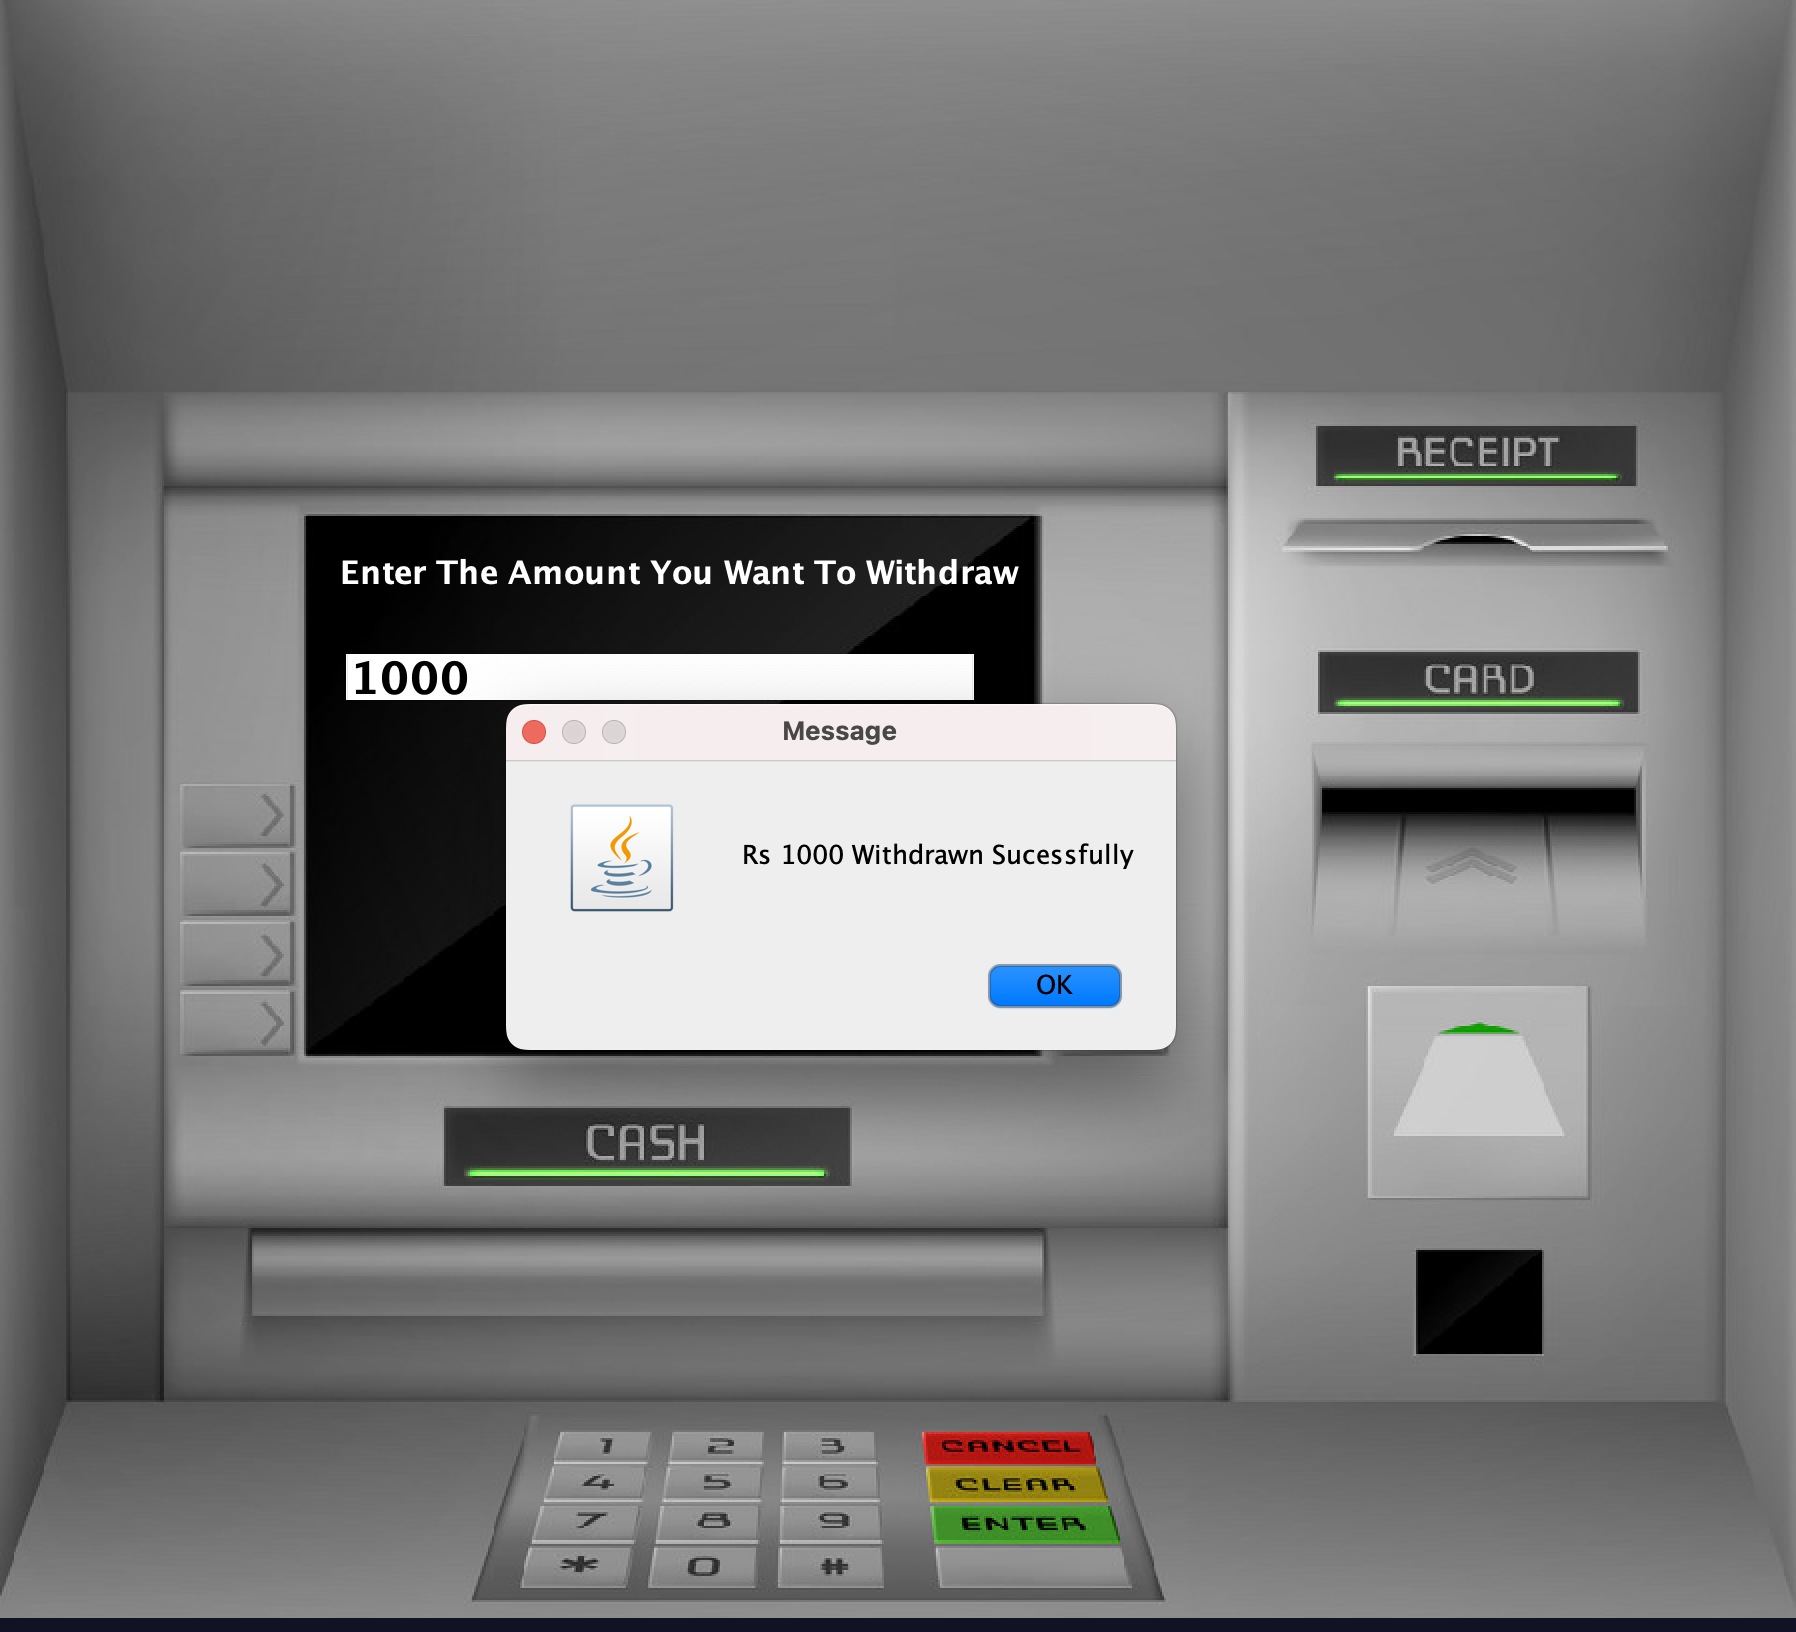 RECEIPT
Enter The Amount You Want To Withdraw
1000
CARD
Message
Rs 1000 Withdrawn Sucessfully
OK
CASH
1 2 3 CANCEL
4 5 6 CLEAR
7 8 9 ENTER
* 0 #